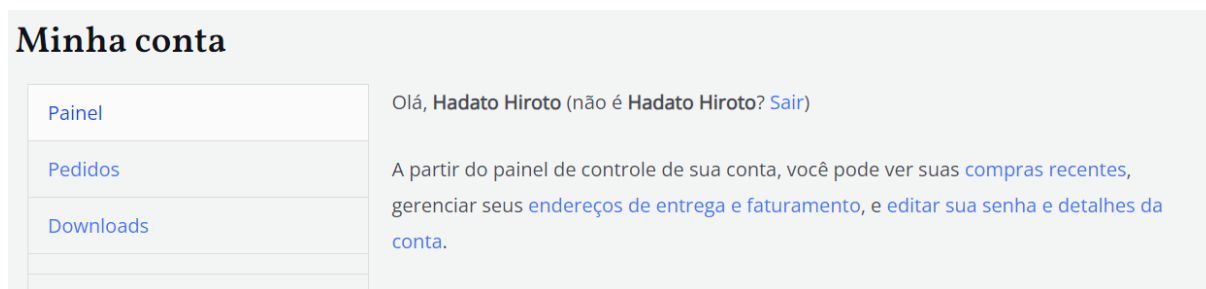 Minha conta
Painel
Pedidos
Downloads
Olá, Hadato Hiroto (não é Hadato Hiroto? Sair)
A partir do painel de controle de sua conta, você pode ver suas compras recentes,
gerenciar seus endereços de entrega e faturamento, e editar sua senha e detalhes da
conta.